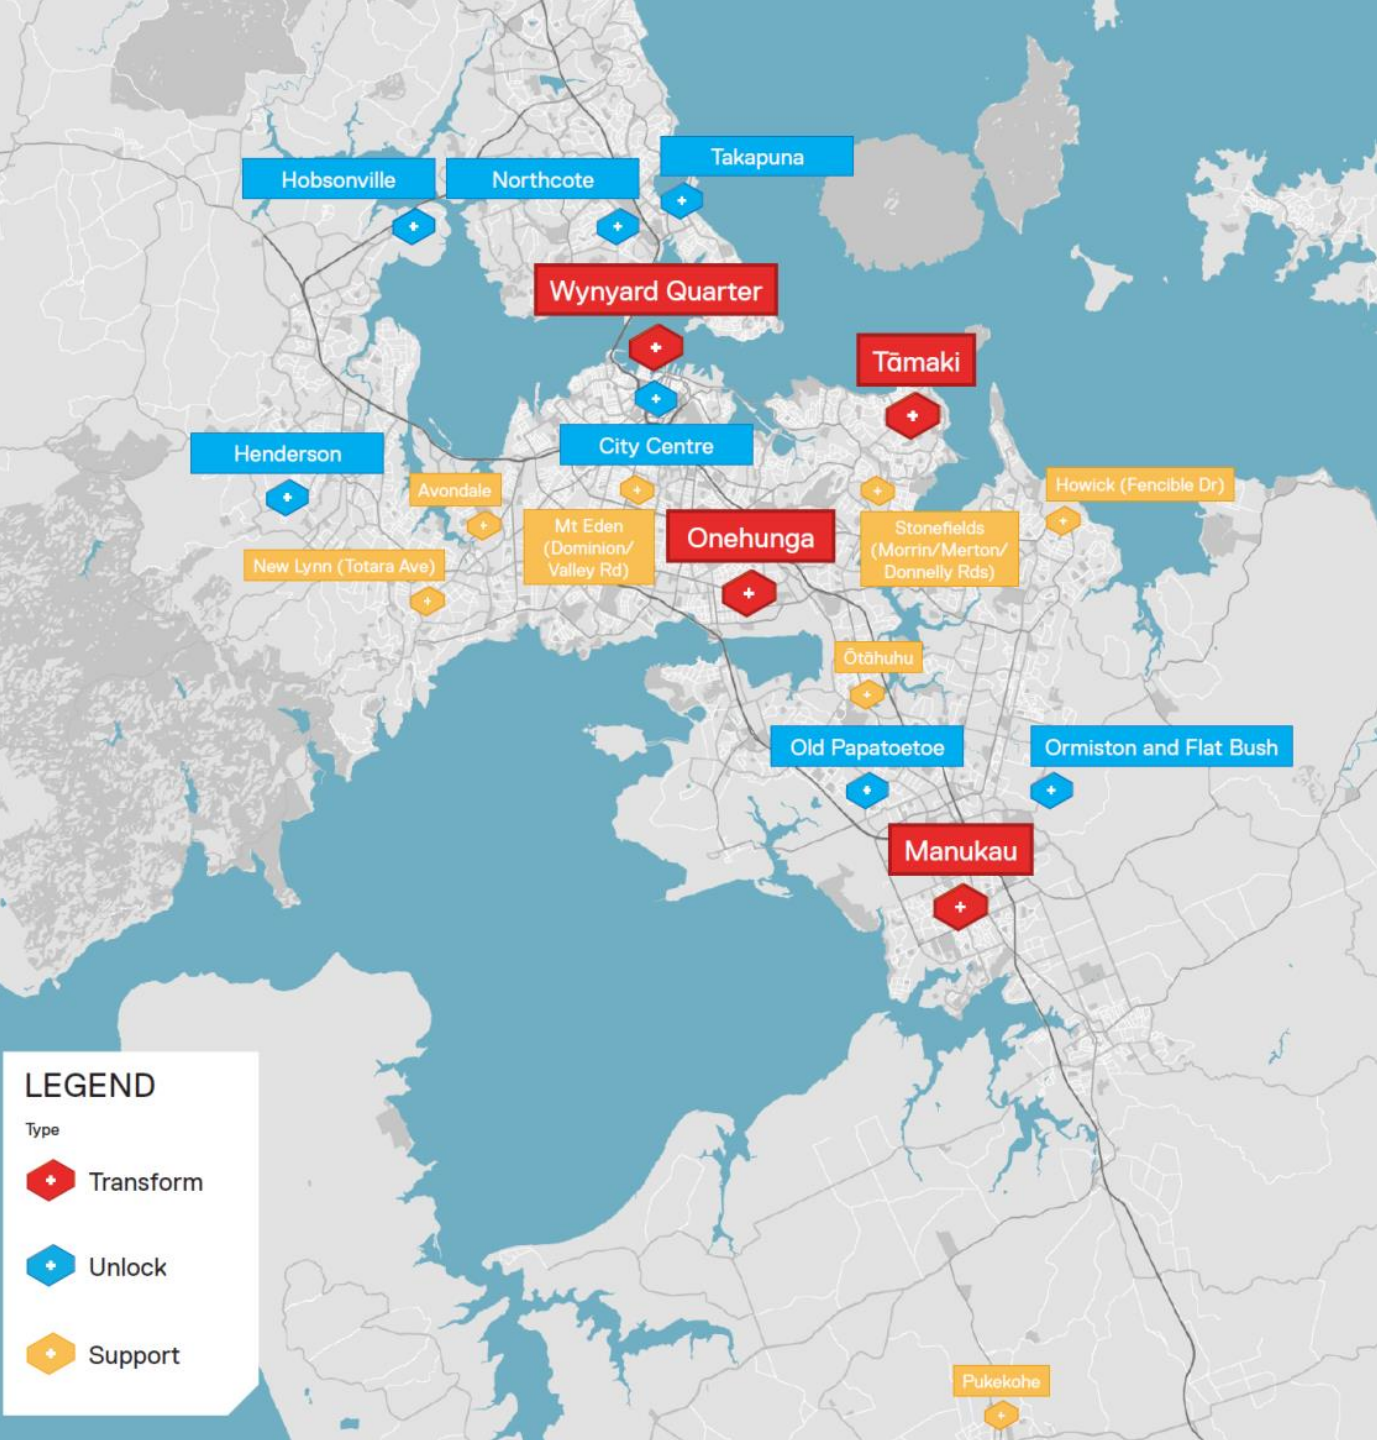 Takapuna
Hobsonville
Northcote
Wynyard Quarter
Tāmaki
City Centre
Henderson
Avondale
Howick (Fencible Dr)
Mt Eden
(Dominion/
Valley Rd)
Onehunga
Stonefields
(Morrin/Merton/
Donnelly Rds)
New Lynn (Totara Ave)
Ōtāhuhu
Old Papatoetoe
Ormiston and Flat Bush
Manukau
LEGEND
Type
Transform
Unlock
Support
Pukekohe